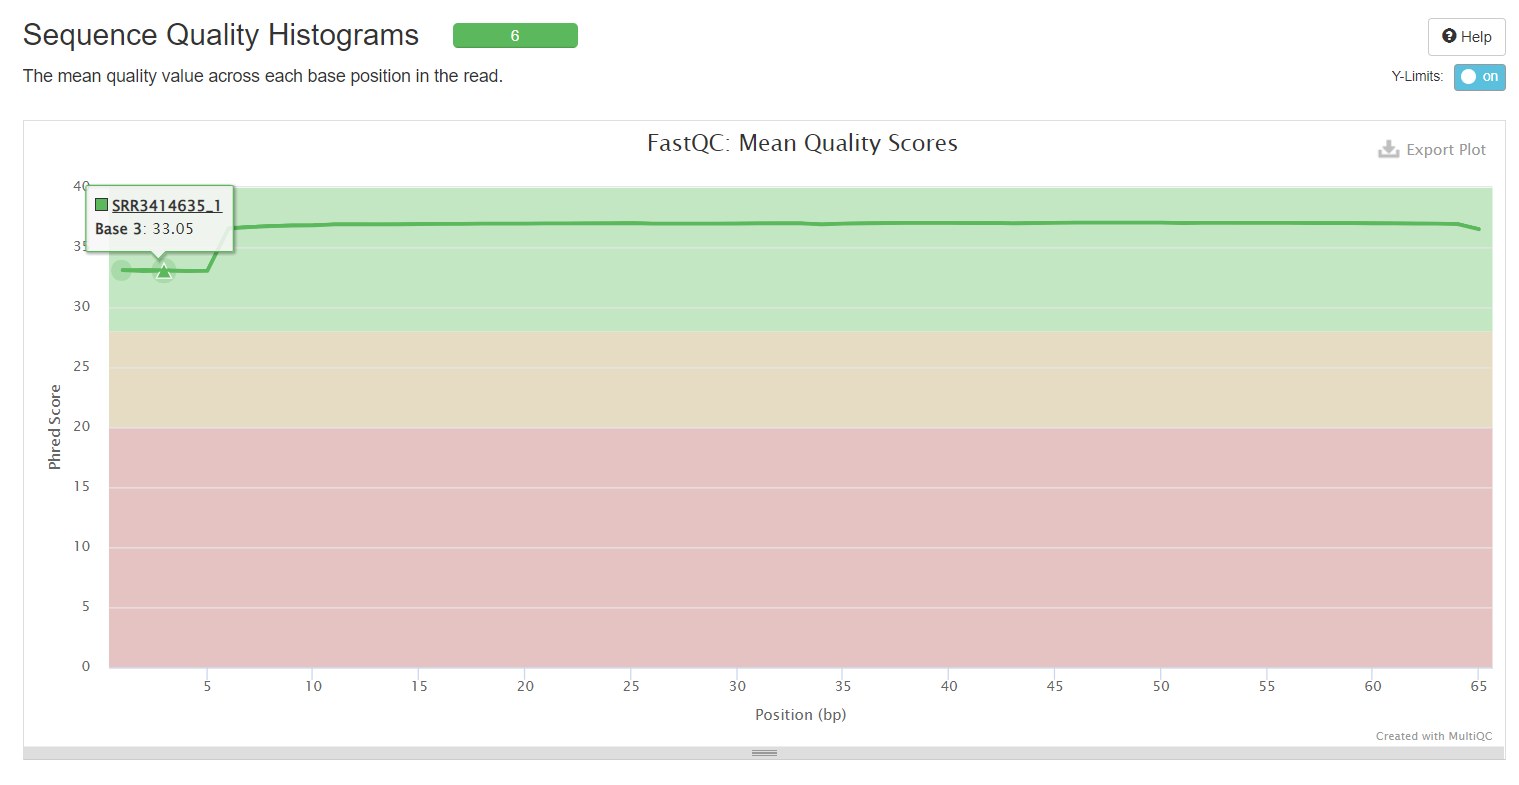 Sequence Quality Histograms
6
Help
The mean quality value across each base position in the read.
Y-Limits: on
FastQC: Mean Quality Scores
Export Plot
SRR3414635_1
Base 3: 33.05
Phred Score
40
35
30
25
20
15
10
5
0
5 10 15 20 25 30 35 40 45 50 55 60 65
Position (bp)
Created with MultiQC